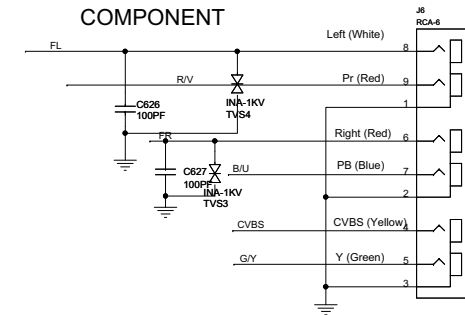 COMPONENT
J6
RCA-6
Left (White)
FL
8
R/V
Pr (Red)
9
C626
100PF
INA-1KV
TVS4
1
FR
Right (Red)
6
C627
100PF
B/U
PB (Blue)
7
INA-1KV
TVS3
2
CVBS
CVBS (Yellow)
4
G/Y
Y (Green)
5
3